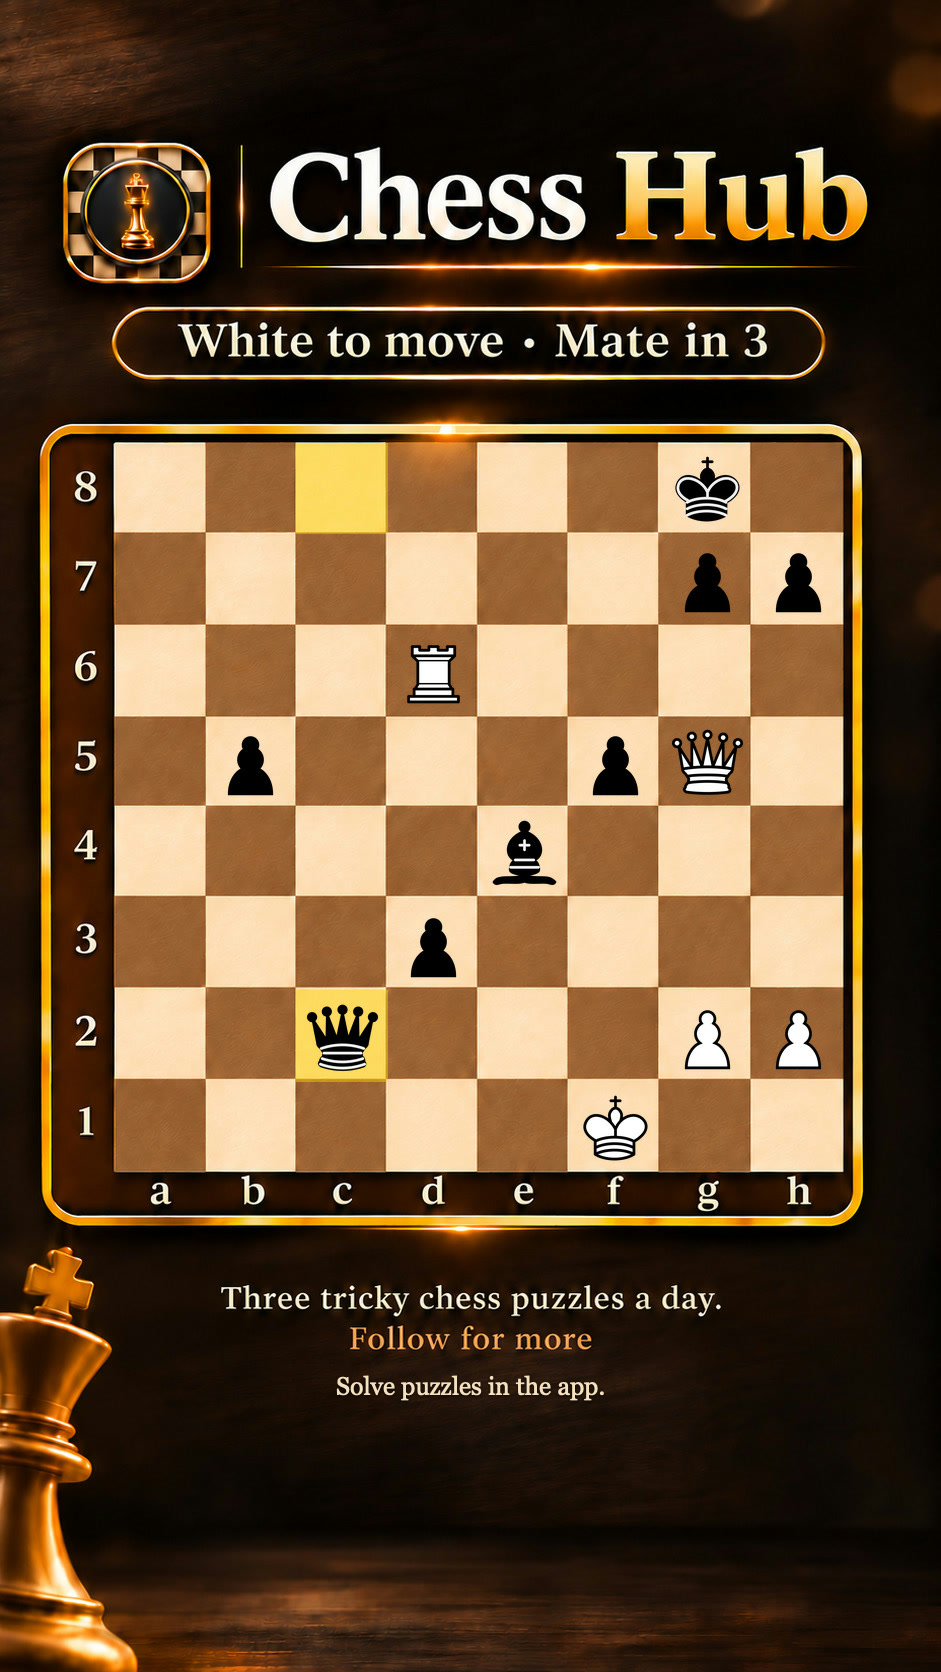 Chess Hub
White to move • Mate in 3
8
7
6
5
4
3
2
1
a b c d e f g h
Three tricky chess puzzles a day.
Follow for more
Solve puzzles in the app.